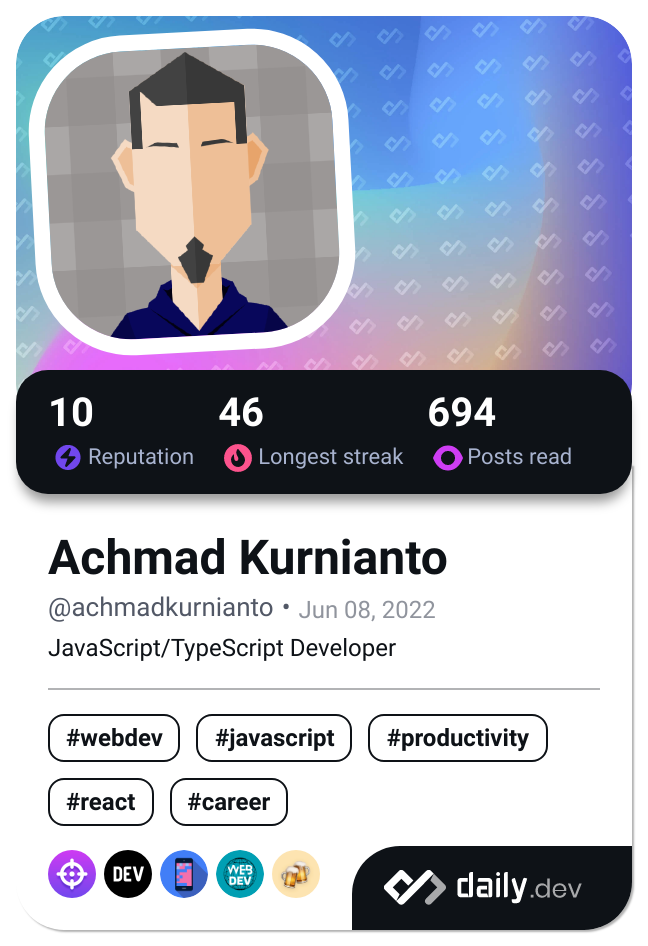 10 46 694
Reputation Longest streak Posts read
Achmad Kurnianto
@achmadkurnianto • Jun 08, 2022
JavaScript/TypeScript Developer
#webdev #javascript #productivity
#react #career
DEV WEB DEV
daily.dev